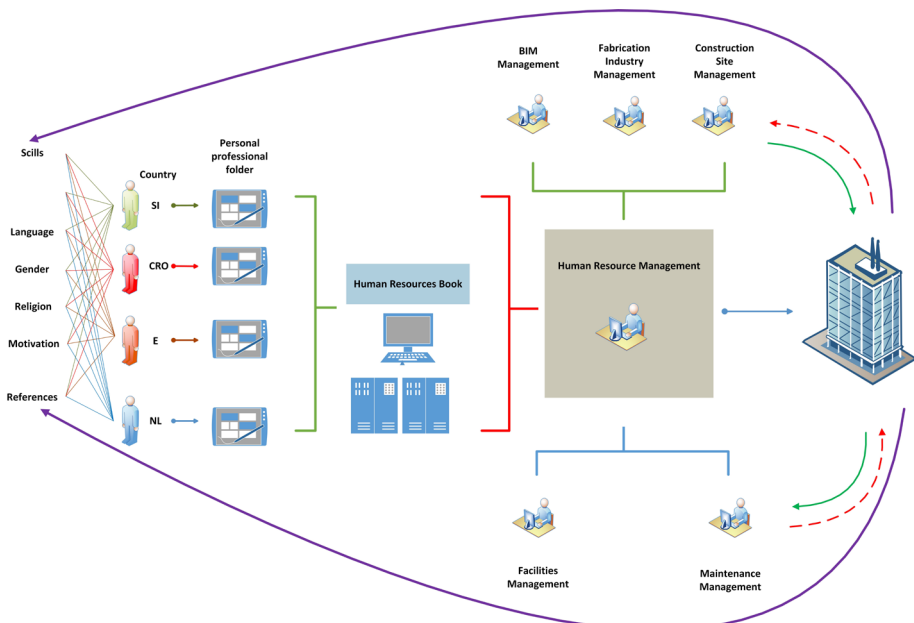 BIM
Management
Fabrication
Industry
Management
Construction
Site
Management
Scills
Country
Personal
professional
folder
SI
Language
Gender
CRO
Religion
Motivation
E
References
NL
Human Resources Book
Human Resource Management
Facilities
Management
Maintenance
Management